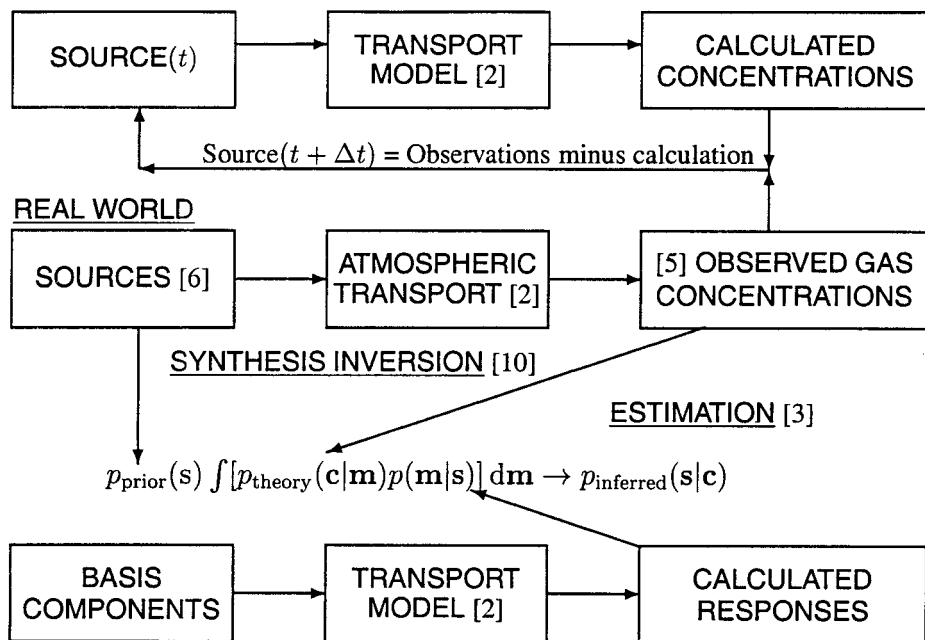 SOURCE(t)
TRANSPORT
MODEL [2]
CALCULATED
CONCENTRATIONS
Source(t + Δt) = Observations minus calculation
REAL WORLD
SOURCES [6]
ATMOSPHERIC
TRANSPORT [2]
[5] OBSERVED GAS
CONCENTRATIONS
SYNTHESIS INVERSION [10]
ESTIMATION [3]
p_prior(s) ∫[p_theory(c|m)p(m|s)] dm → p_inferred(s|c)
BASIS
COMPONENTS
TRANSPORT
MODEL [2]
CALCULATED
RESPONSES